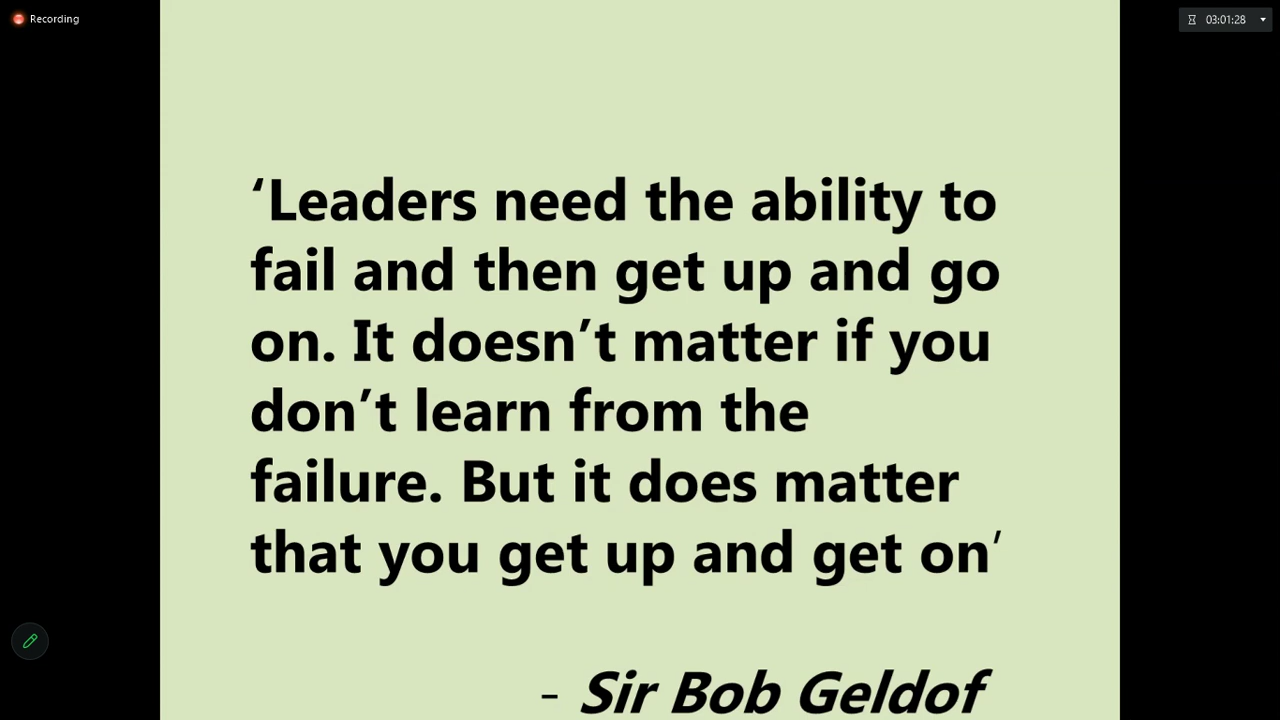 Recording
03:01:28
‘Leaders need the ability to
fail and then get up and go
on. It doesn’t matter if you
don’t learn from the
failure. But it does matter
that you get up and get on’
- Sir Bob Geldof